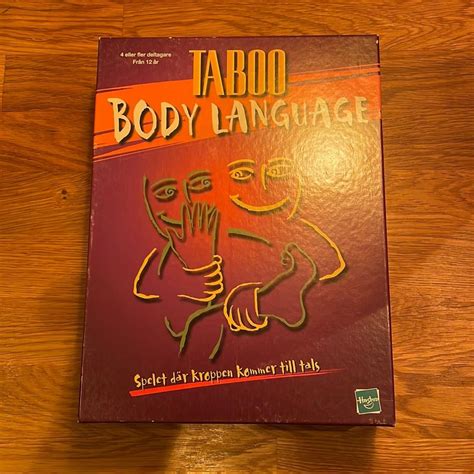 4 eller fler deltagare
Från 12 år
TABOO
BODY LANGUAGE
Spelet där kroppen kommer till tals
Hasbro